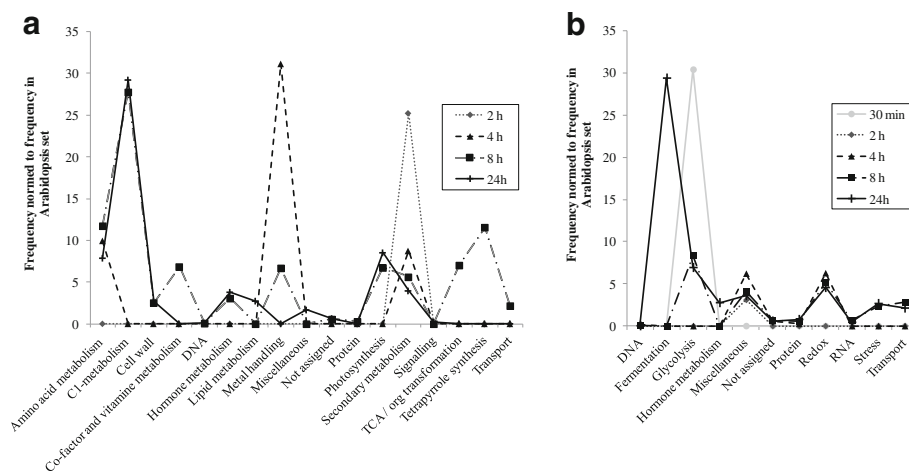 a
Frequency normed to frequency in
Arabidopsis set
35
30
25
20
15
10
5
0
2 h
4 h
8 h
24h
Amino acid metabolism
C1-metabolism
Cell wall
Co-factor and vitamine metabolism
DNA
Hormone metabolism
Lipid metabolism
Metal handling
Miscellaneous
Not assigned
Protein
Photosynthesis
Secondary metabolism
Signalling
TCA / org transformation
Tetrapyrrole synthesis
Transport
b
Frequency normed to frequency in
Arabidopsis set
35
30
25
20
15
10
5
0
30 min
2 h
4 h
8 h
24h
DNA
Fermentation
Glycolysis
Hormone metabolism
Miscellaneous
Not assigned
Protein
Redox
RNA
Stress
Transport